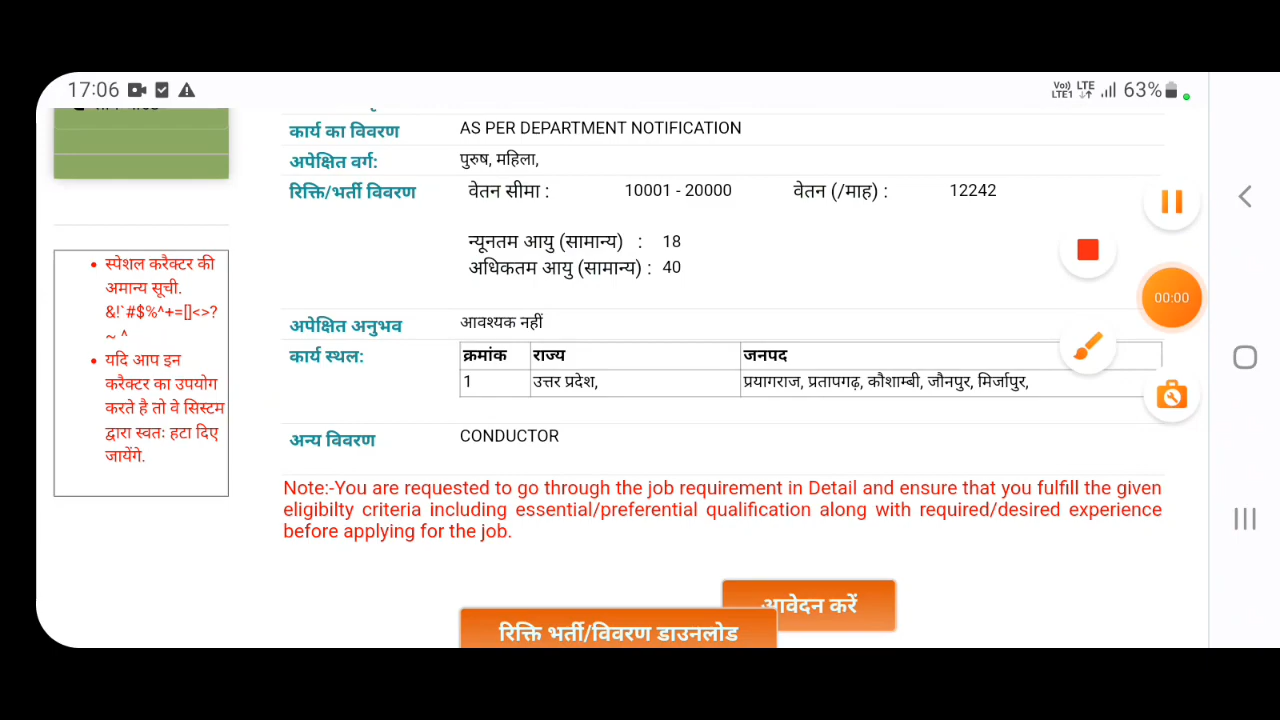 17:06
Vo)) LTE
LTE1
63%
कार्य का विवरण AS PER DEPARTMENT NOTIFICATION
अपेक्षित वर्ग: पुरुष, महिला,
रिक्ति/भर्ती विवरण वेतन सीमा : 10001 - 20000 वेतन (/माह) : 12242
न्यूनतम आयु (सामान्य) : 18
अधिकतम आयु (सामान्य) : 40
00:00
स्पेशल करैक्टर की
अमान्य सूची.
&!`#$%^+=[]<>?
~ ^
यदि आप इन
करैक्टर का उपयोग
करते है तो वे सिस्टम
द्वारा स्वतः हटा दिए
जायेंगे.
अपेक्षित अनुभव आवश्यक नहीं
कार्य स्थल: क्रमांक राज्य जनपद
1 उत्तर प्रदेश, प्रयागराज, प्रतापगढ़, कौशाम्बी, जौनपुर, मिर्जापुर,
अन्य विवरण CONDUCTOR
Note:-You are requested to go through the job requirement in Detail and ensure that you fulfill the given
eligibilty criteria including essential/preferential qualification along with required/desired experience
before applying for the job.
आवेदन करें
रिक्ति भर्ती/विवरण डाउनलोड